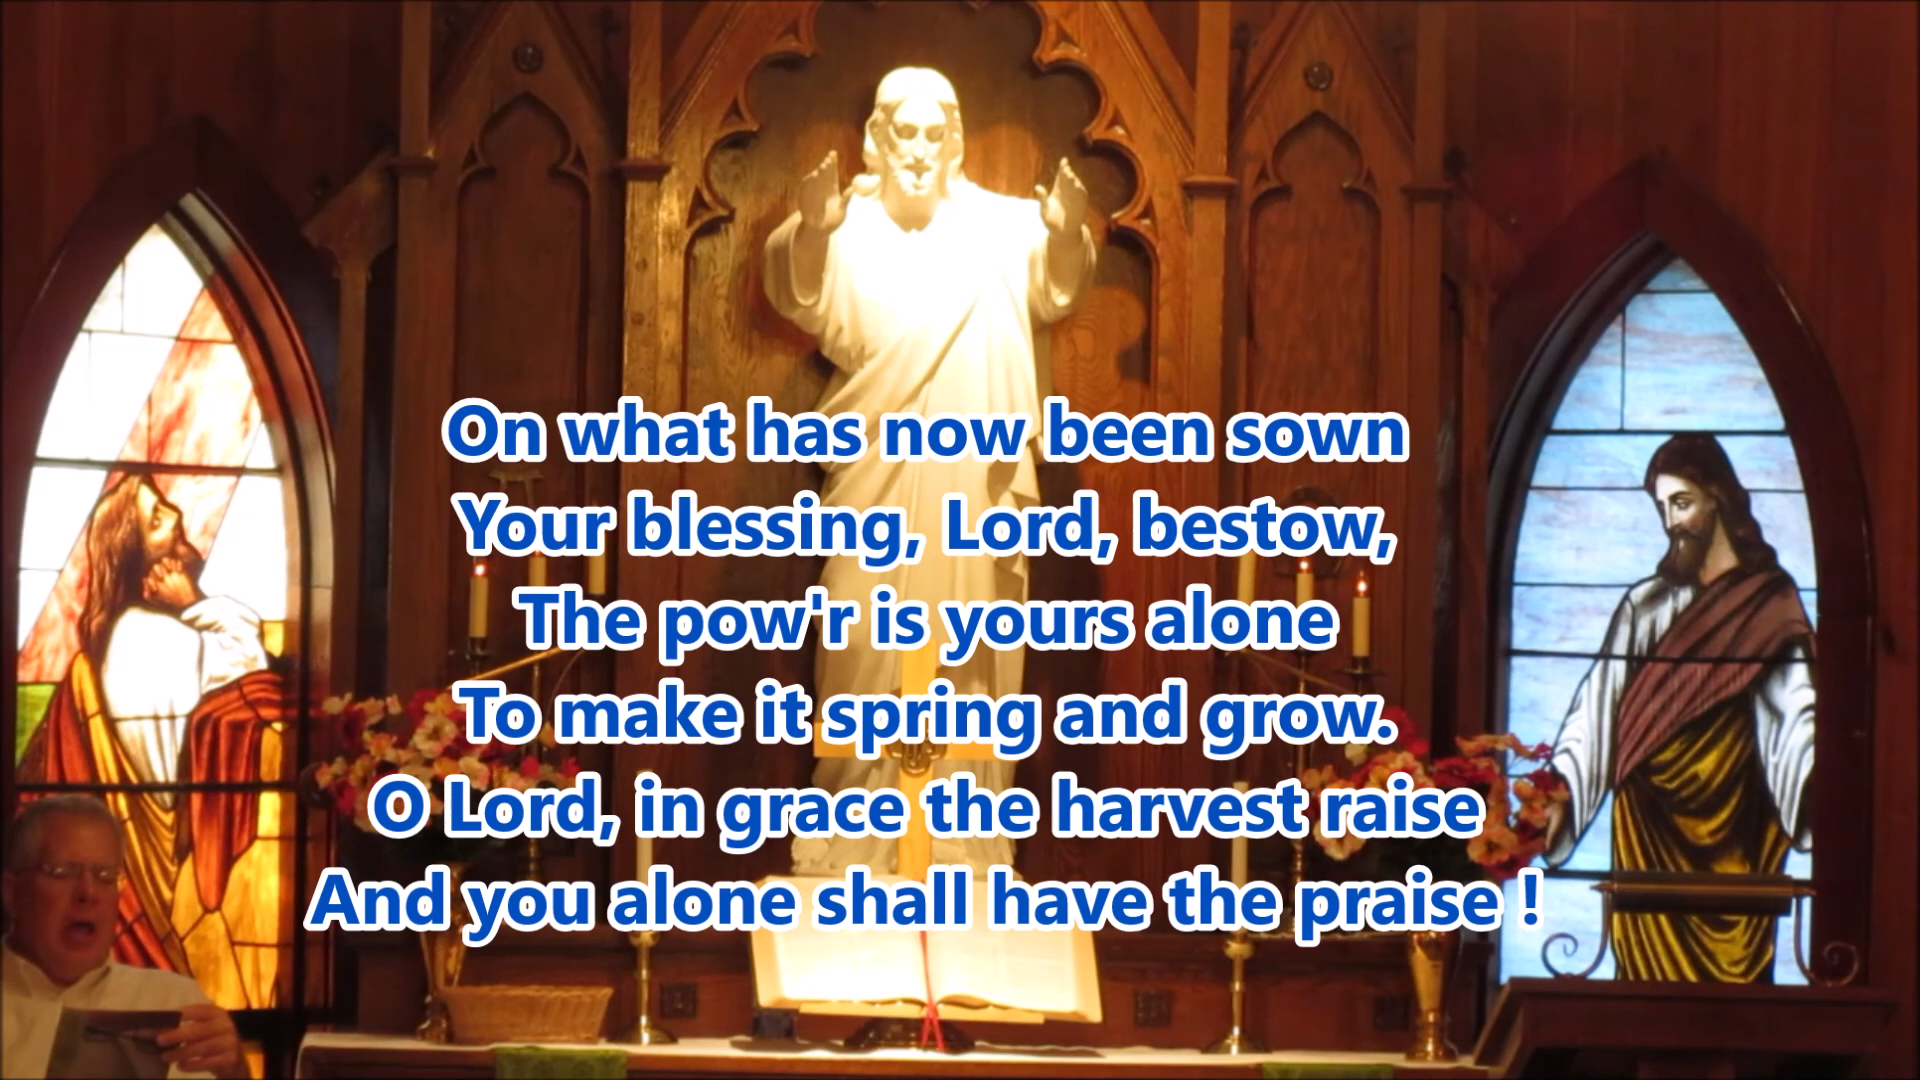 On what has now been sown
Your blessing, Lord, bestow,
The pow'r is yours alone
To make it spring and grow.
O Lord, in grace the harvest raise
And you alone shall have the praise !